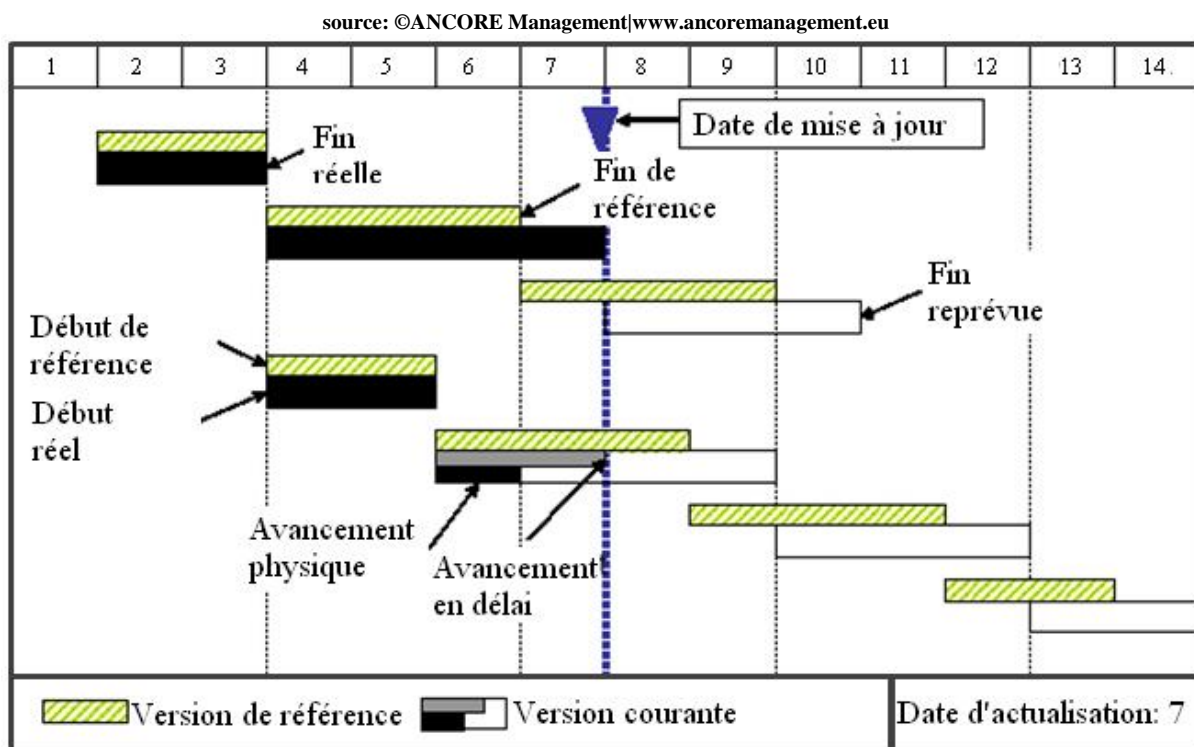 source: ©ANCORE Management|www.ancoremanagement.eu
1 2 3 4 5 6 7 8 9 10 11 12 13 14.
Date de mise à jour
Fin
réelle
Fin de
référence
Fin
reprévue
Début de
référence
Début
réel
Avancement
physique
Avancement
en délai
Version de référence
Version courante
Date d'actualisation: 7